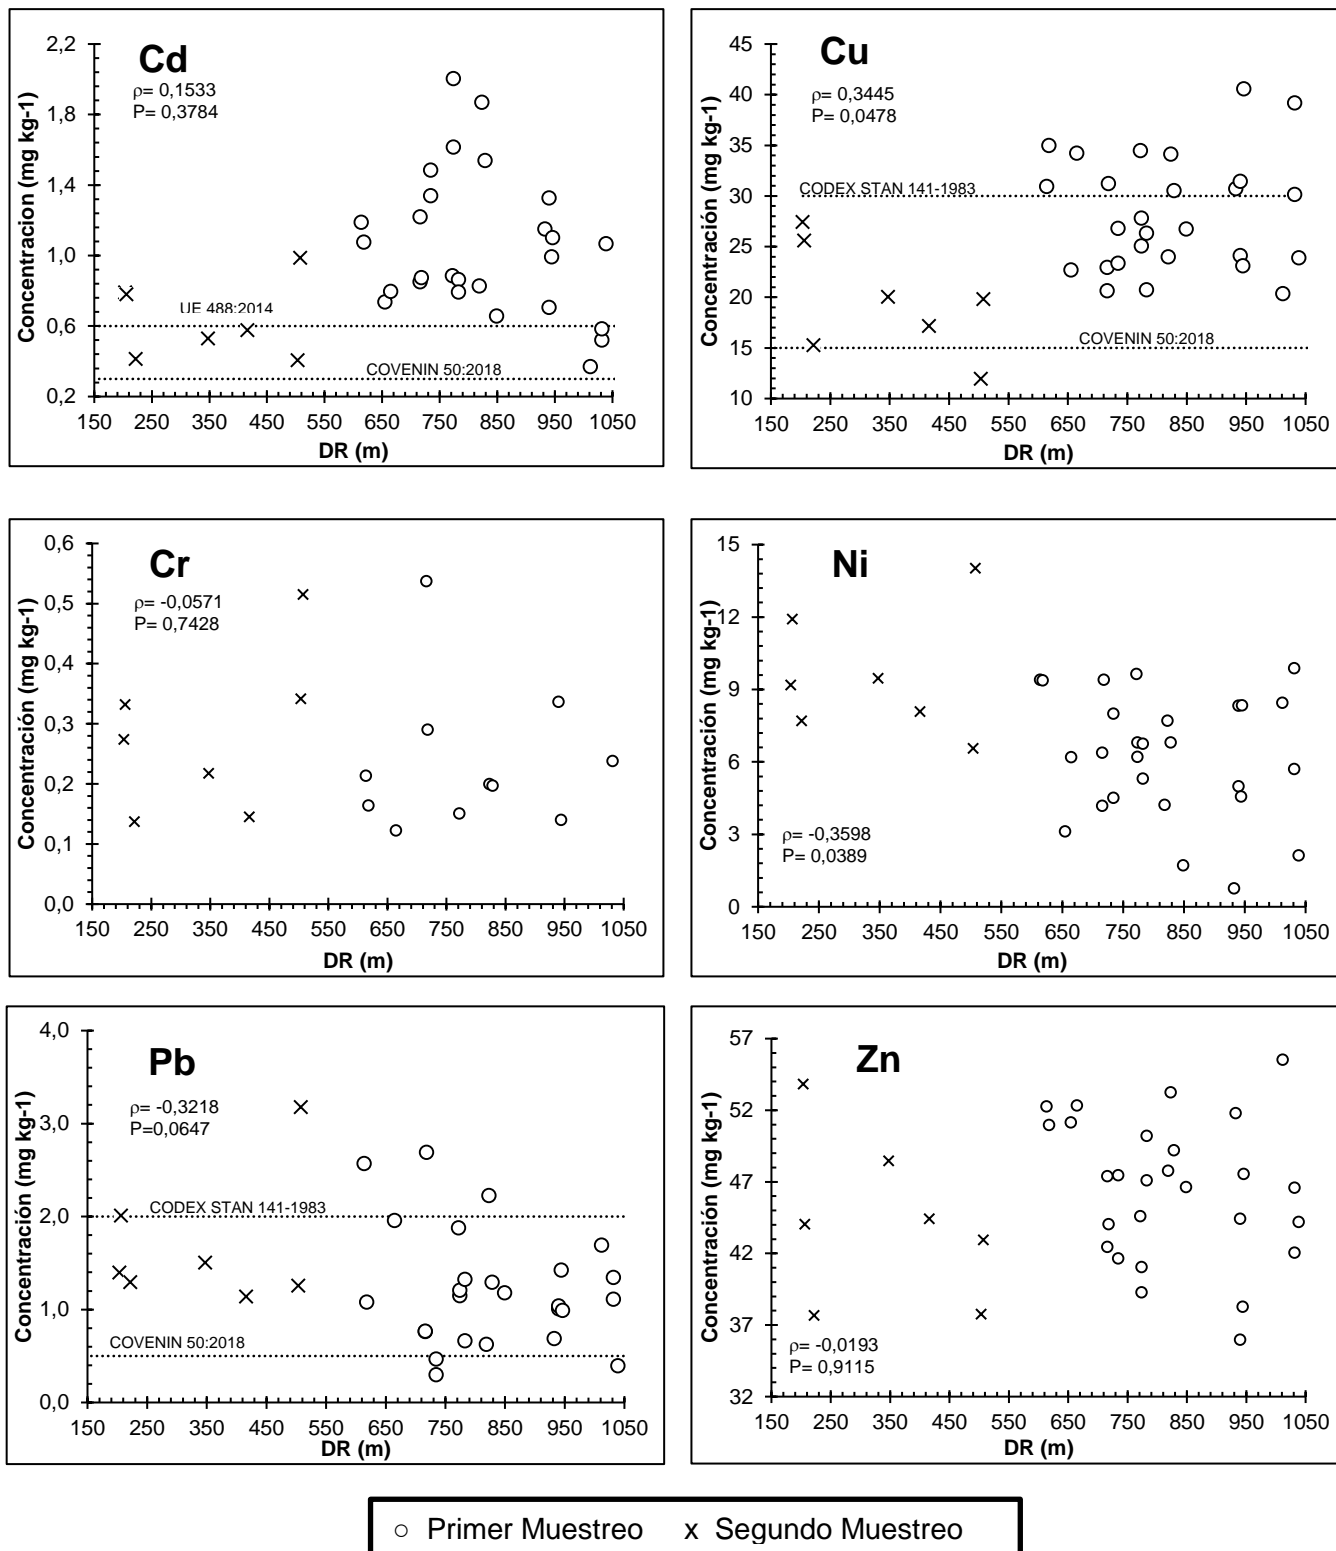 Cd
ρ= 0,1533
P= 0,3784
Concentracion (mg kg-1)
2,2
1,8
1,4
1,0
0,6
0,2
UE 488:2014
COVENIN 50:2018
150 250 350 450 550 650 750 850 950 1050
DR (m)
Cu
ρ= 0,3445
P= 0,0478
Concentración (mg kg-1)
45
40
35
30
25
20
15
10
CODEX STAN 141-1983
COVENIN 50:2018
150 250 350 450 550 650 750 850 950 1050
DR (m)
Cr
ρ= -0,0571
P= 0,7428
Concentración (mg kg-1)
0,6
0,5
0,4
0,3
0,2
0,1
0,0
150 250 350 450 550 650 750 850 950 1050
DR (m)
Ni
Concentración (mg kg-1)
15
12
9
6
3
0
ρ= -0,3598
P= 0,0389
150 250 350 450 550 650 750 850 950 1050
DR (m)
Pb
ρ= -0,3218
P=0,0647
Concentración (mg kg-1)
4,0
3,0
2,0
1,0
0,0
CODEX STAN 141-1983
COVENIN 50:2018
150 250 350 450 550 650 750 850 950 1050
DR (m)
Zn
Concentración (mg kg-1)
57
52
47
42
37
32
ρ= -0,0193
P= 0,9115
150 250 350 450 550 650 750 850 950 1050
DR (m)
○ Primer Muestreo x Segundo Muestreo